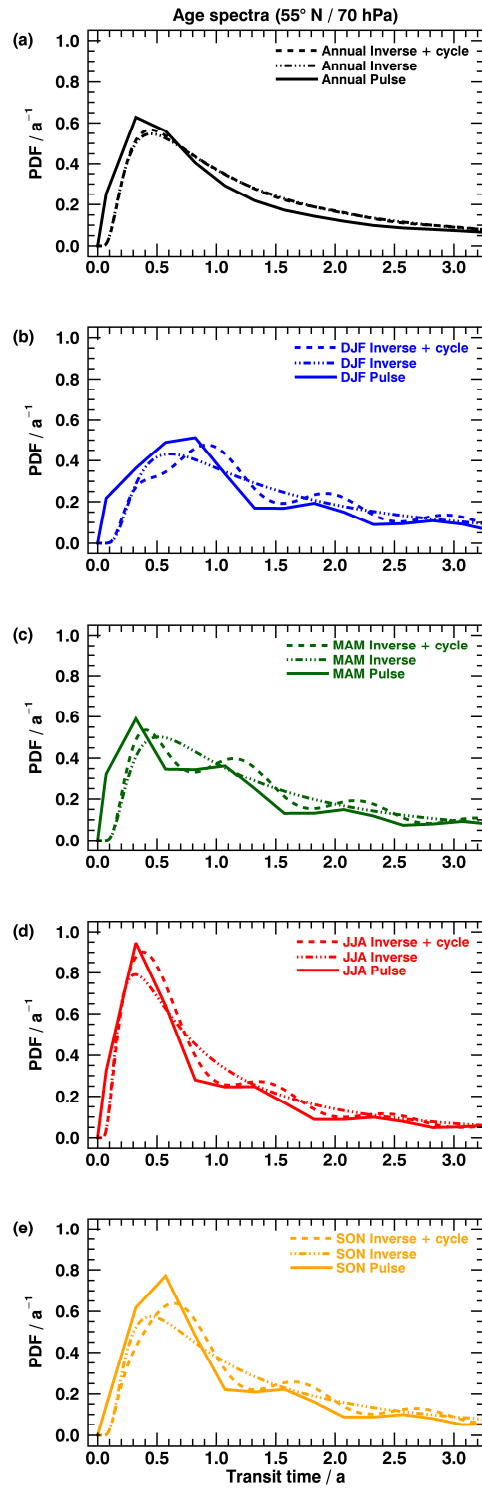 Age spectra (55° N / 70 hPa)
(a)
Annual Inverse + cycle
Annual Inverse
Annual Pulse
PDF / a⁻¹
1.0
0.8
0.6
0.4
0.2
0.0
0.0 0.5 1.0 1.5 2.0 2.5 3.0
(b)
DJF Inverse + cycle
DJF Inverse
DJF Pulse
PDF / a⁻¹
1.0
0.8
0.6
0.4
0.2
0.0
0.0 0.5 1.0 1.5 2.0 2.5 3.0
(c)
MAM Inverse + cycle
MAM Inverse
MAM Pulse
PDF / a⁻¹
1.0
0.8
0.6
0.4
0.2
0.0
0.0 0.5 1.0 1.5 2.0 2.5 3.0
(d)
JJA Inverse + cycle
JJA Inverse
JJA Pulse
PDF / a⁻¹
1.0
0.8
0.6
0.4
0.2
0.0
0.0 0.5 1.0 1.5 2.0 2.5 3.0
(e)
SON Inverse + cycle
SON Inverse
SON Pulse
PDF / a⁻¹
1.0
0.8
0.6
0.4
0.2
0.0
0.0 0.5 1.0 1.5 2.0 2.5 3.0
Transit time / a